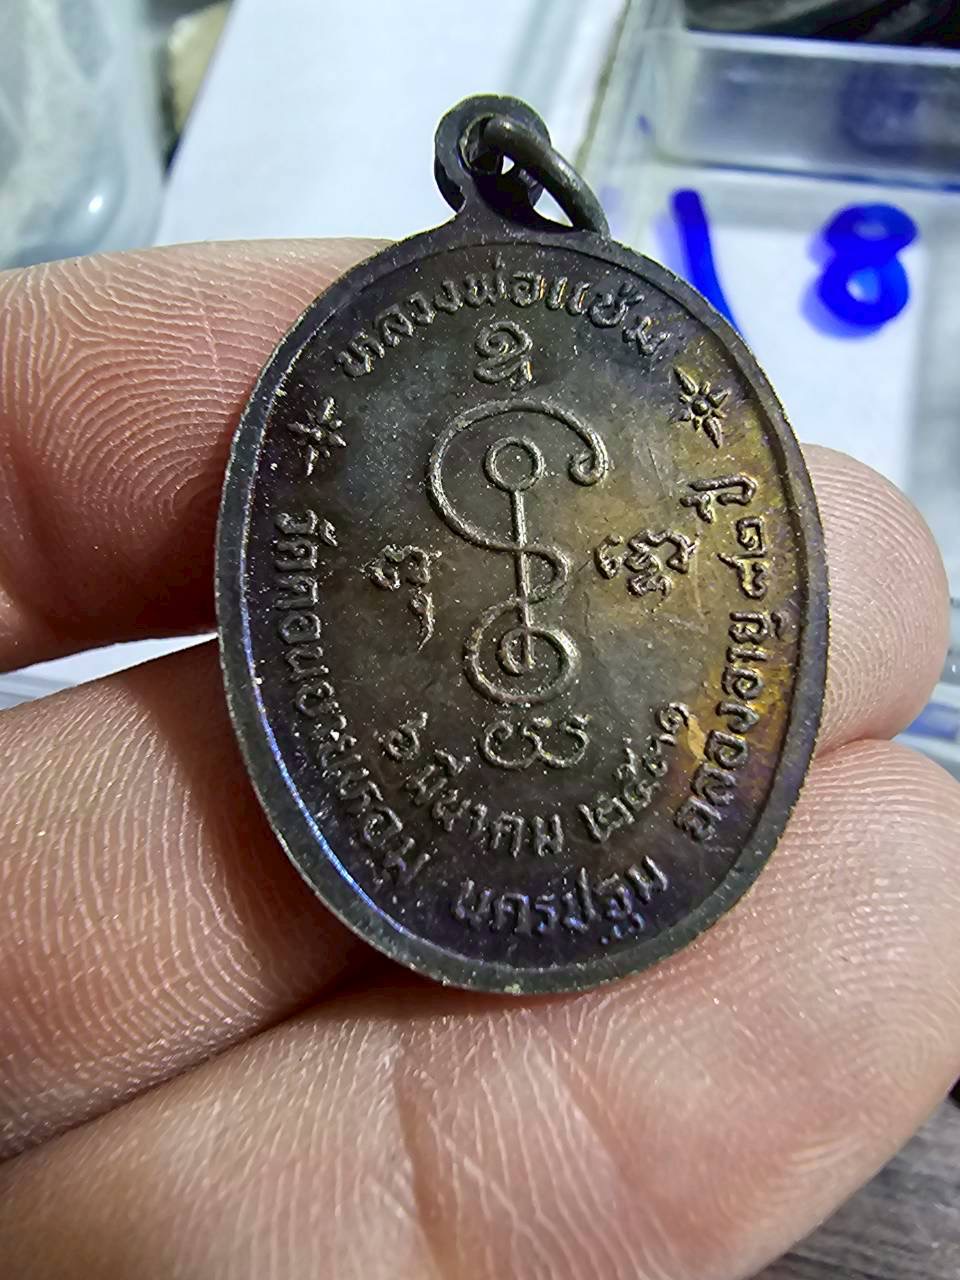 หลวงพ่อแช่ม
วัดดอนยายหอม นครปฐม ฉลองอายุ ๘๒ ปี
๖ มีนาคม ๒๕๓๑
8